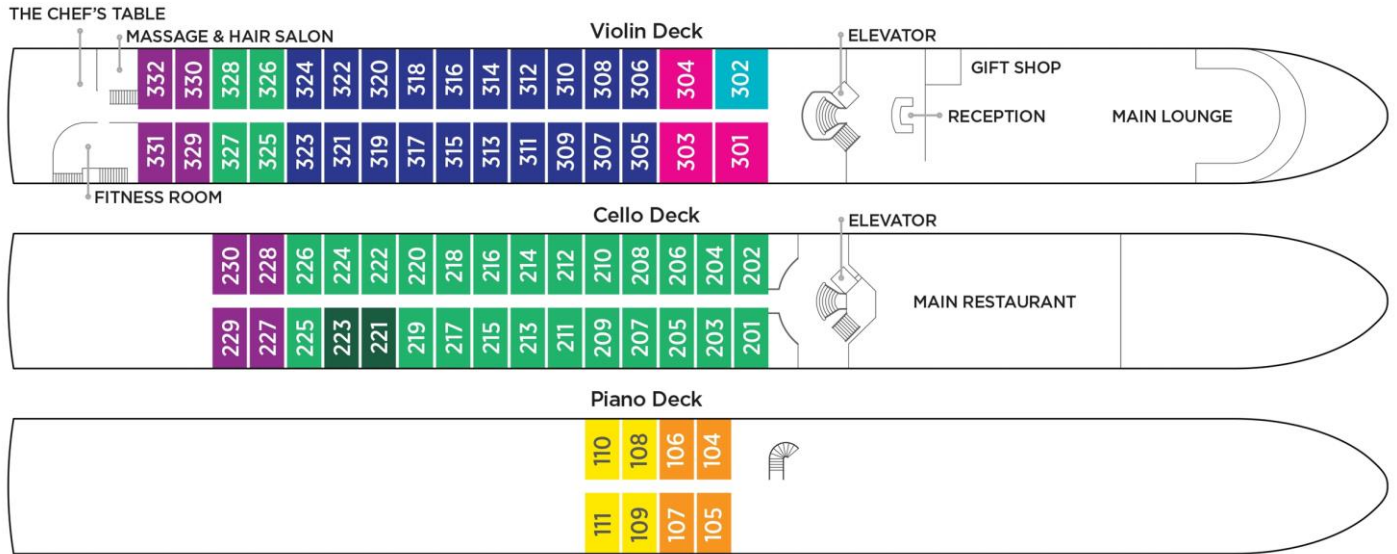 THE CHEF'S TABLE
MASSAGE & HAIR SALON
Violin Deck
ELEVATOR
332 330 328 326 324 322 320 318 316 314 312 310 308 306 304 302
GIFT SHOP
RECEPTION
MAIN LOUNGE
331 329 327 325 323 321 319 317 315 313 311 309 307 305 303 301
FITNESS ROOM
Cello Deck
ELEVATOR
230 228 226 224 222 220 218 216 214 212 210 208 206 204 202
MAIN RESTAURANT
229 227 225 223 221 219 217 215 213 211 209 207 205 203 201
Piano Deck
110 108 106 104
111 109 107 105